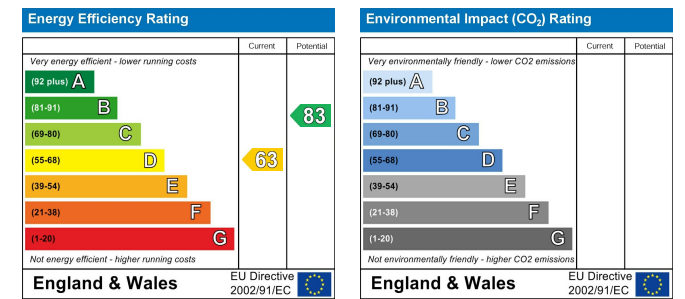 Energy Efficiency Rating
Current Potential
Very energy efficient - lower running costs
(92 plus) A
(81-91) B
83
(69-80) C
(55-68) D
63
(39-54) E
(21-38) F
(1-20) G
Not energy efficient - higher running costs
England & Wales
EU Directive
2002/91/EC
Environmental Impact (CO2) Rating
Current Potential
Very environmentally friendly - lower CO2 emissions
(92 plus) A
(81-91) B
(69-80) C
(55-68) D
(39-54) E
(21-38) F
(1-20) G
Not environmentally friendly - higher CO2 emissions
England & Wales
EU Directive
2002/91/EC